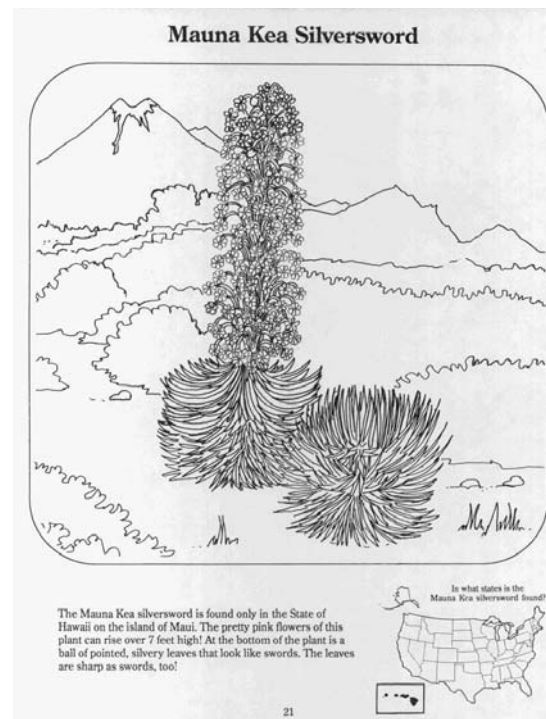 Mauna Kea Silversword
In what states is the
Mauna Kea silversword found?
The Mauna Kea silversword is found only in the State of
Hawaii on the island of Maui. The pretty pink flowers of this
plant can rise over 7 feet high! At the bottom of the plant is a
ball of pointed, silvery leaves that look like swords. The leaves
are sharp as swords, too!
21